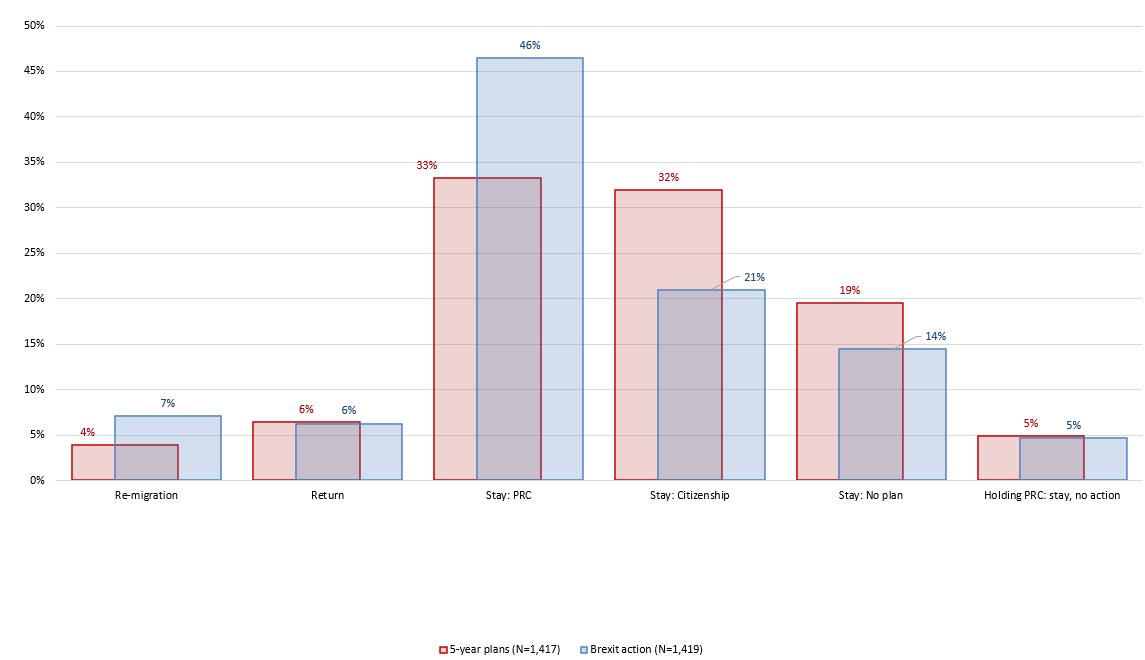 50%
46%
45%
40%
35%
33%
32%
30%
25%
21%
20%
19%
15%
14%
10%
7%
6%
6%
5%
5%
5%
4%
0%
Re-migration
Return
Stay: PRC
Stay: Citizenship
Stay: No plan
Holding PRC: stay, no action
5-year plans (N=1,417)
Brexit action (N=1,419)